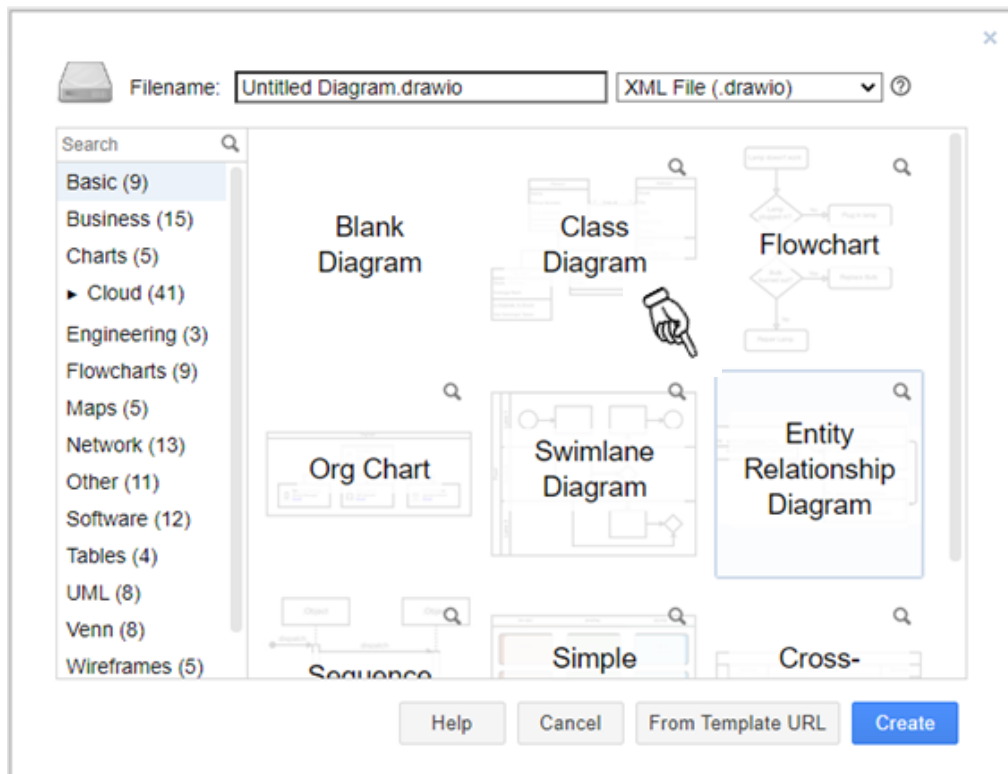 ×
Filename: Untitled Diagram.drawio XML File (.drawio) ?
Search
Basic (9)
Business (15)
Charts (5)
▸ Cloud (41)
Engineering (3)
Flowcharts (9)
Maps (5)
Network (13)
Other (11)
Software (12)
Tables (4)
UML (8)
Venn (8)
Wireframes (5)
Blank
Diagram
Class
Diagram
Flowchart
Org Chart
Swimlane
Diagram
Entity
Relationship
Diagram
Sequence
Simple
Cross-
Help
Cancel
From Template URL
Create